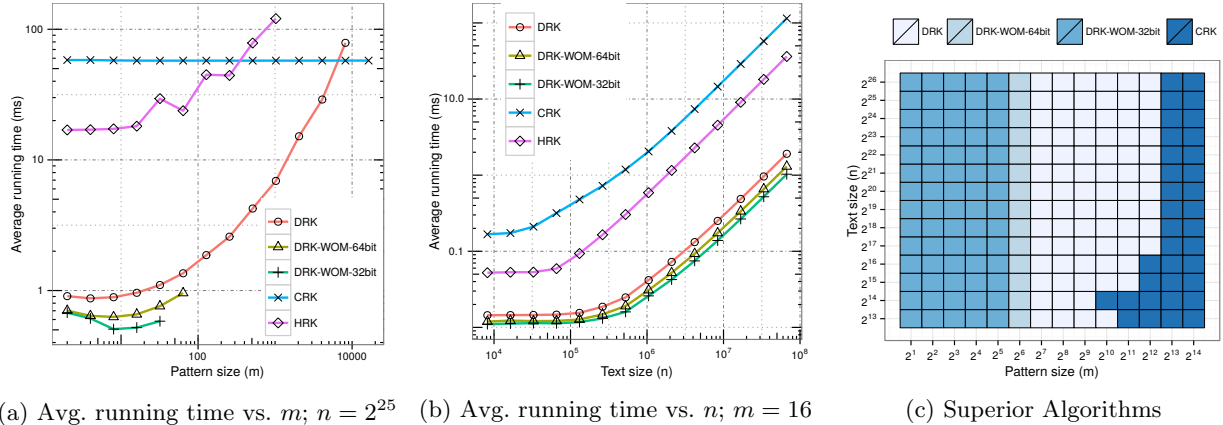 100
10
1
100
10000
Average running time (ms)
Pattern size (m)
DRK
DRK-WOM-64bit
DRK-WOM-32bit
CRK
HRK
(a) Avg. running time vs. m; n = 2^25
10.0
0.1
10^4
10^5
10^6
10^7
10^8
Average running time (ms)
Text size (n)
DRK
DRK-WOM-64bit
DRK-WOM-32bit
CRK
HRK
(b) Avg. running time vs. n; m = 16
DRK DRK-WOM-64bit DRK-WOM-32bit CRK
2^26
2^25
2^24
2^23
2^22
2^21
2^20
2^19
2^18
2^17
2^16
2^15
2^14
2^13
Text size (n)
2^1 2^2 2^3 2^4 2^5 2^6 2^7 2^8 2^9 2^10 2^11 2^12 2^13 2^14
Pattern size (m)
(c) Superior Algorithms